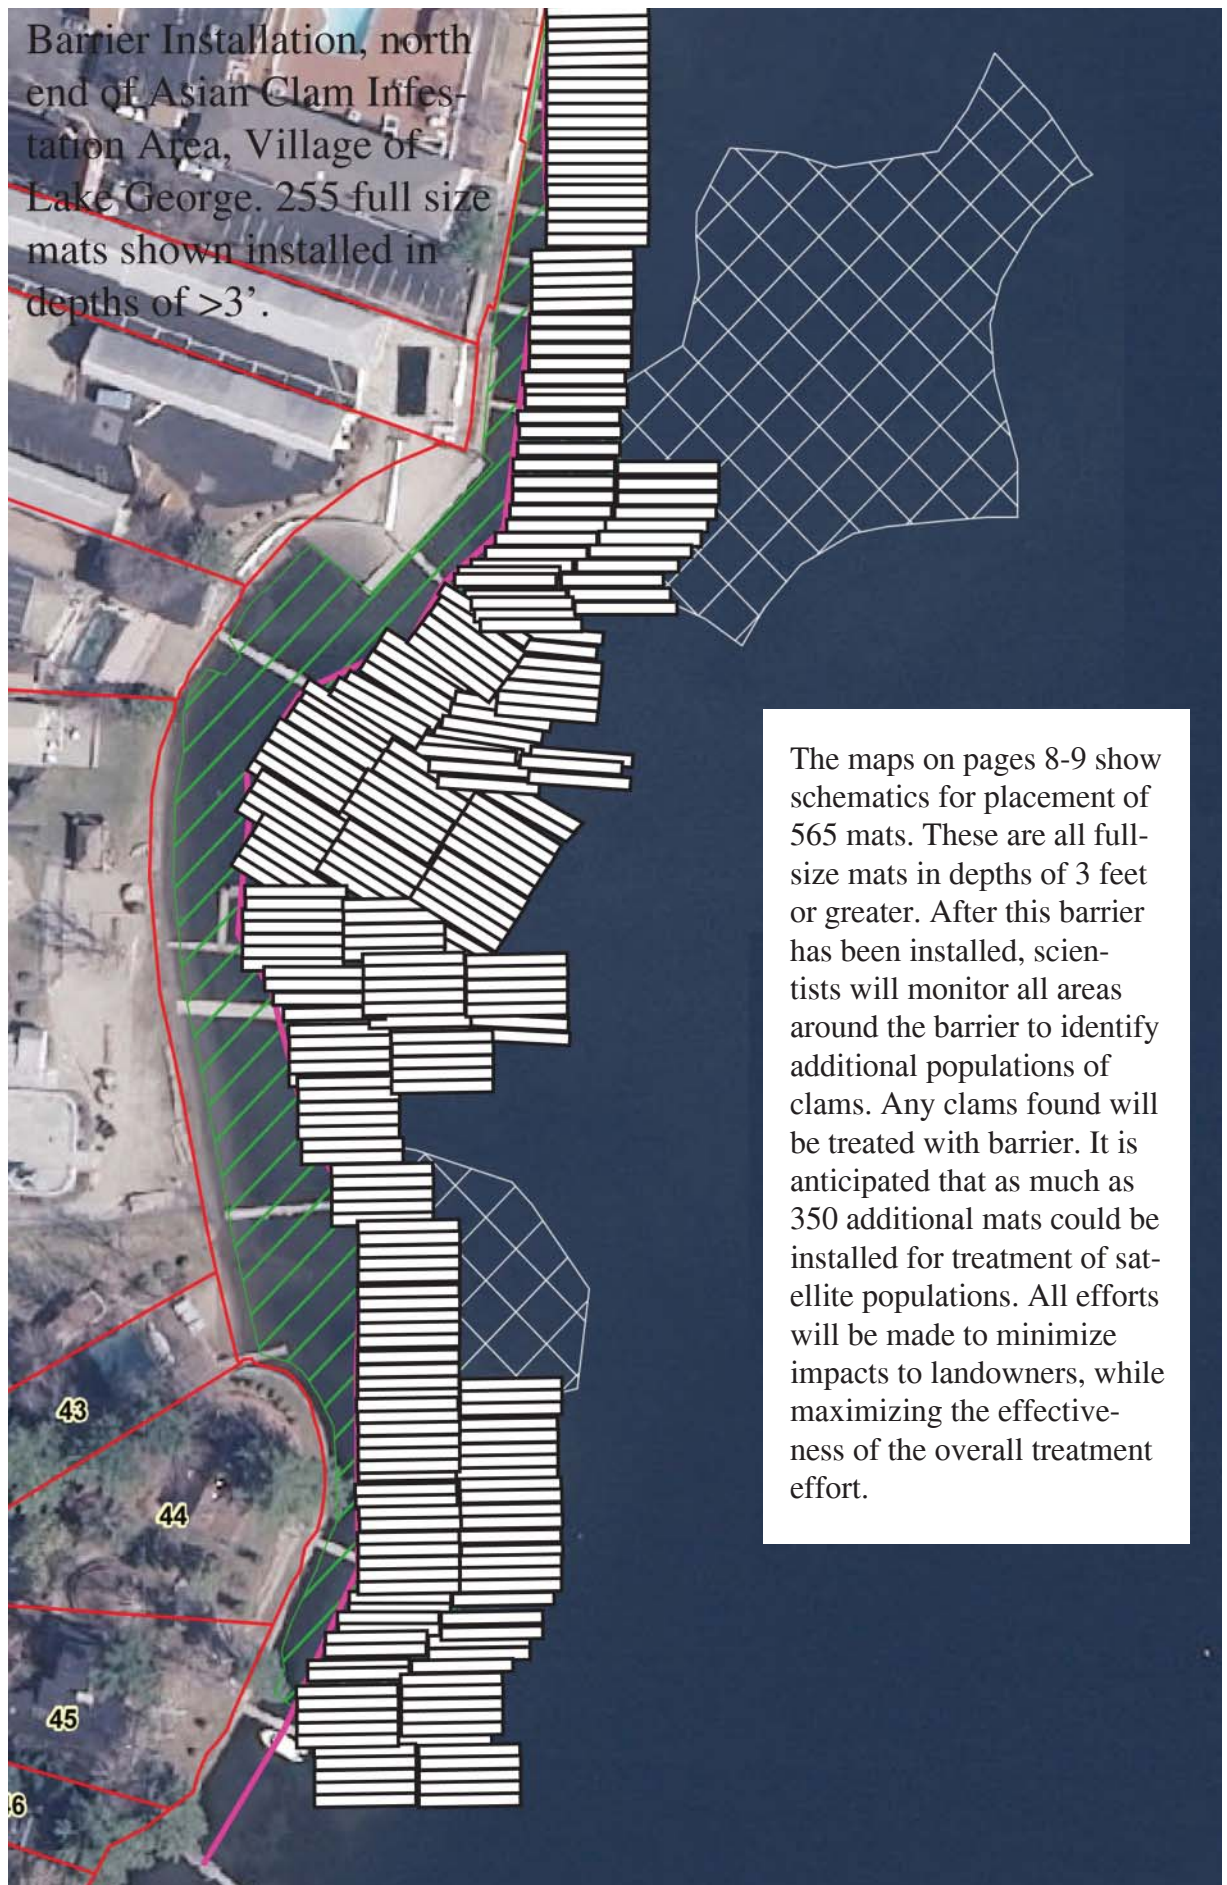 Barrier Installation, north
end of Asian Clam Infes-
tation Area, Village of
Lake George. 255 full size
mats shown installed in
depths of >3’.
The maps on pages 8-9 show
schematics for placement of
565 mats. These are all full-
size mats in depths of 3 feet
or greater. After this barrier
has been installed, scien-
tists will monitor all areas
around the barrier to identify
additional populations of
clams. Any clams found will
be treated with barrier. It is
anticipated that as much as
350 additional mats could be
installed for treatment of sat-
ellite populations. All efforts
will be made to minimize
impacts to landowners, while
maximizing the effective-
ness of the overall treatment
effort.
43
44
45